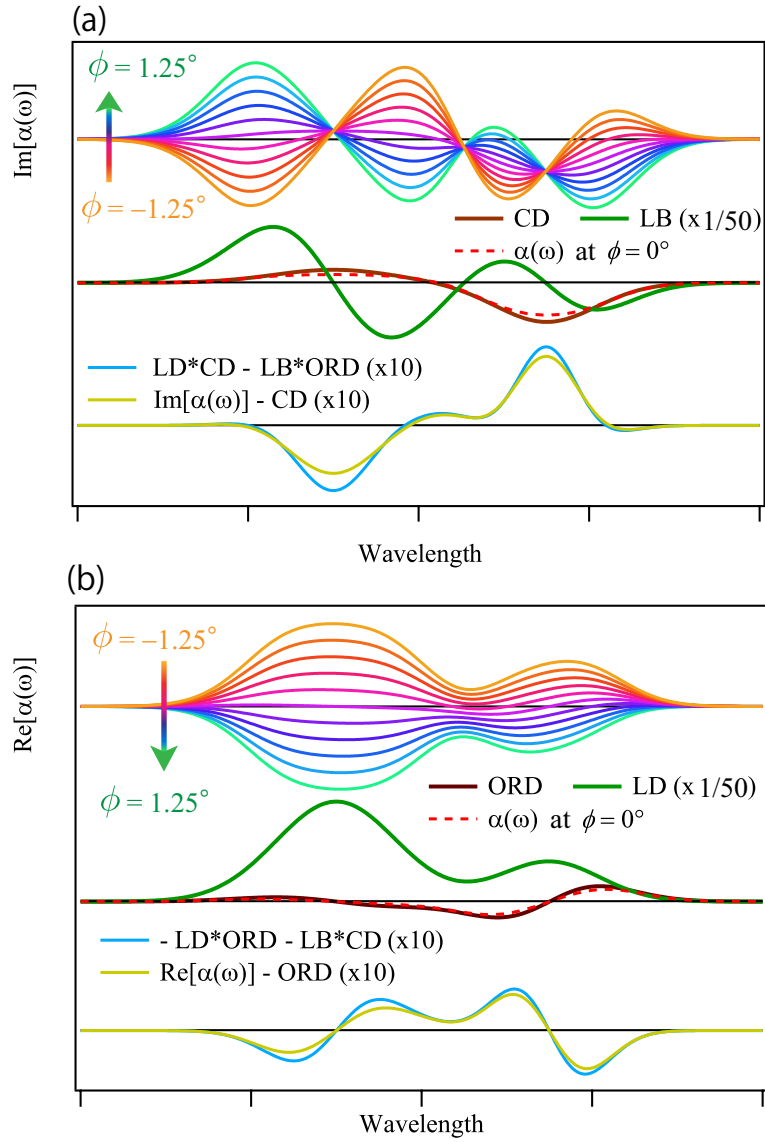 (a)
Im[α(ω)]
ϕ = 1.25°
ϕ = –1.25°
CD LB (x1/50)
α(ω) at ϕ = 0°
LD*CD - LB*ORD (x10)
Im[α(ω)] - CD (x10)
Wavelength
(b)
Re[α(ω)]
ϕ = –1.25°
ϕ = 1.25°
ORD LD (x1/50)
α(ω) at ϕ = 0°
- LD*ORD - LB*CD (x10)
Re[α(ω)] - ORD (x10)
Wavelength